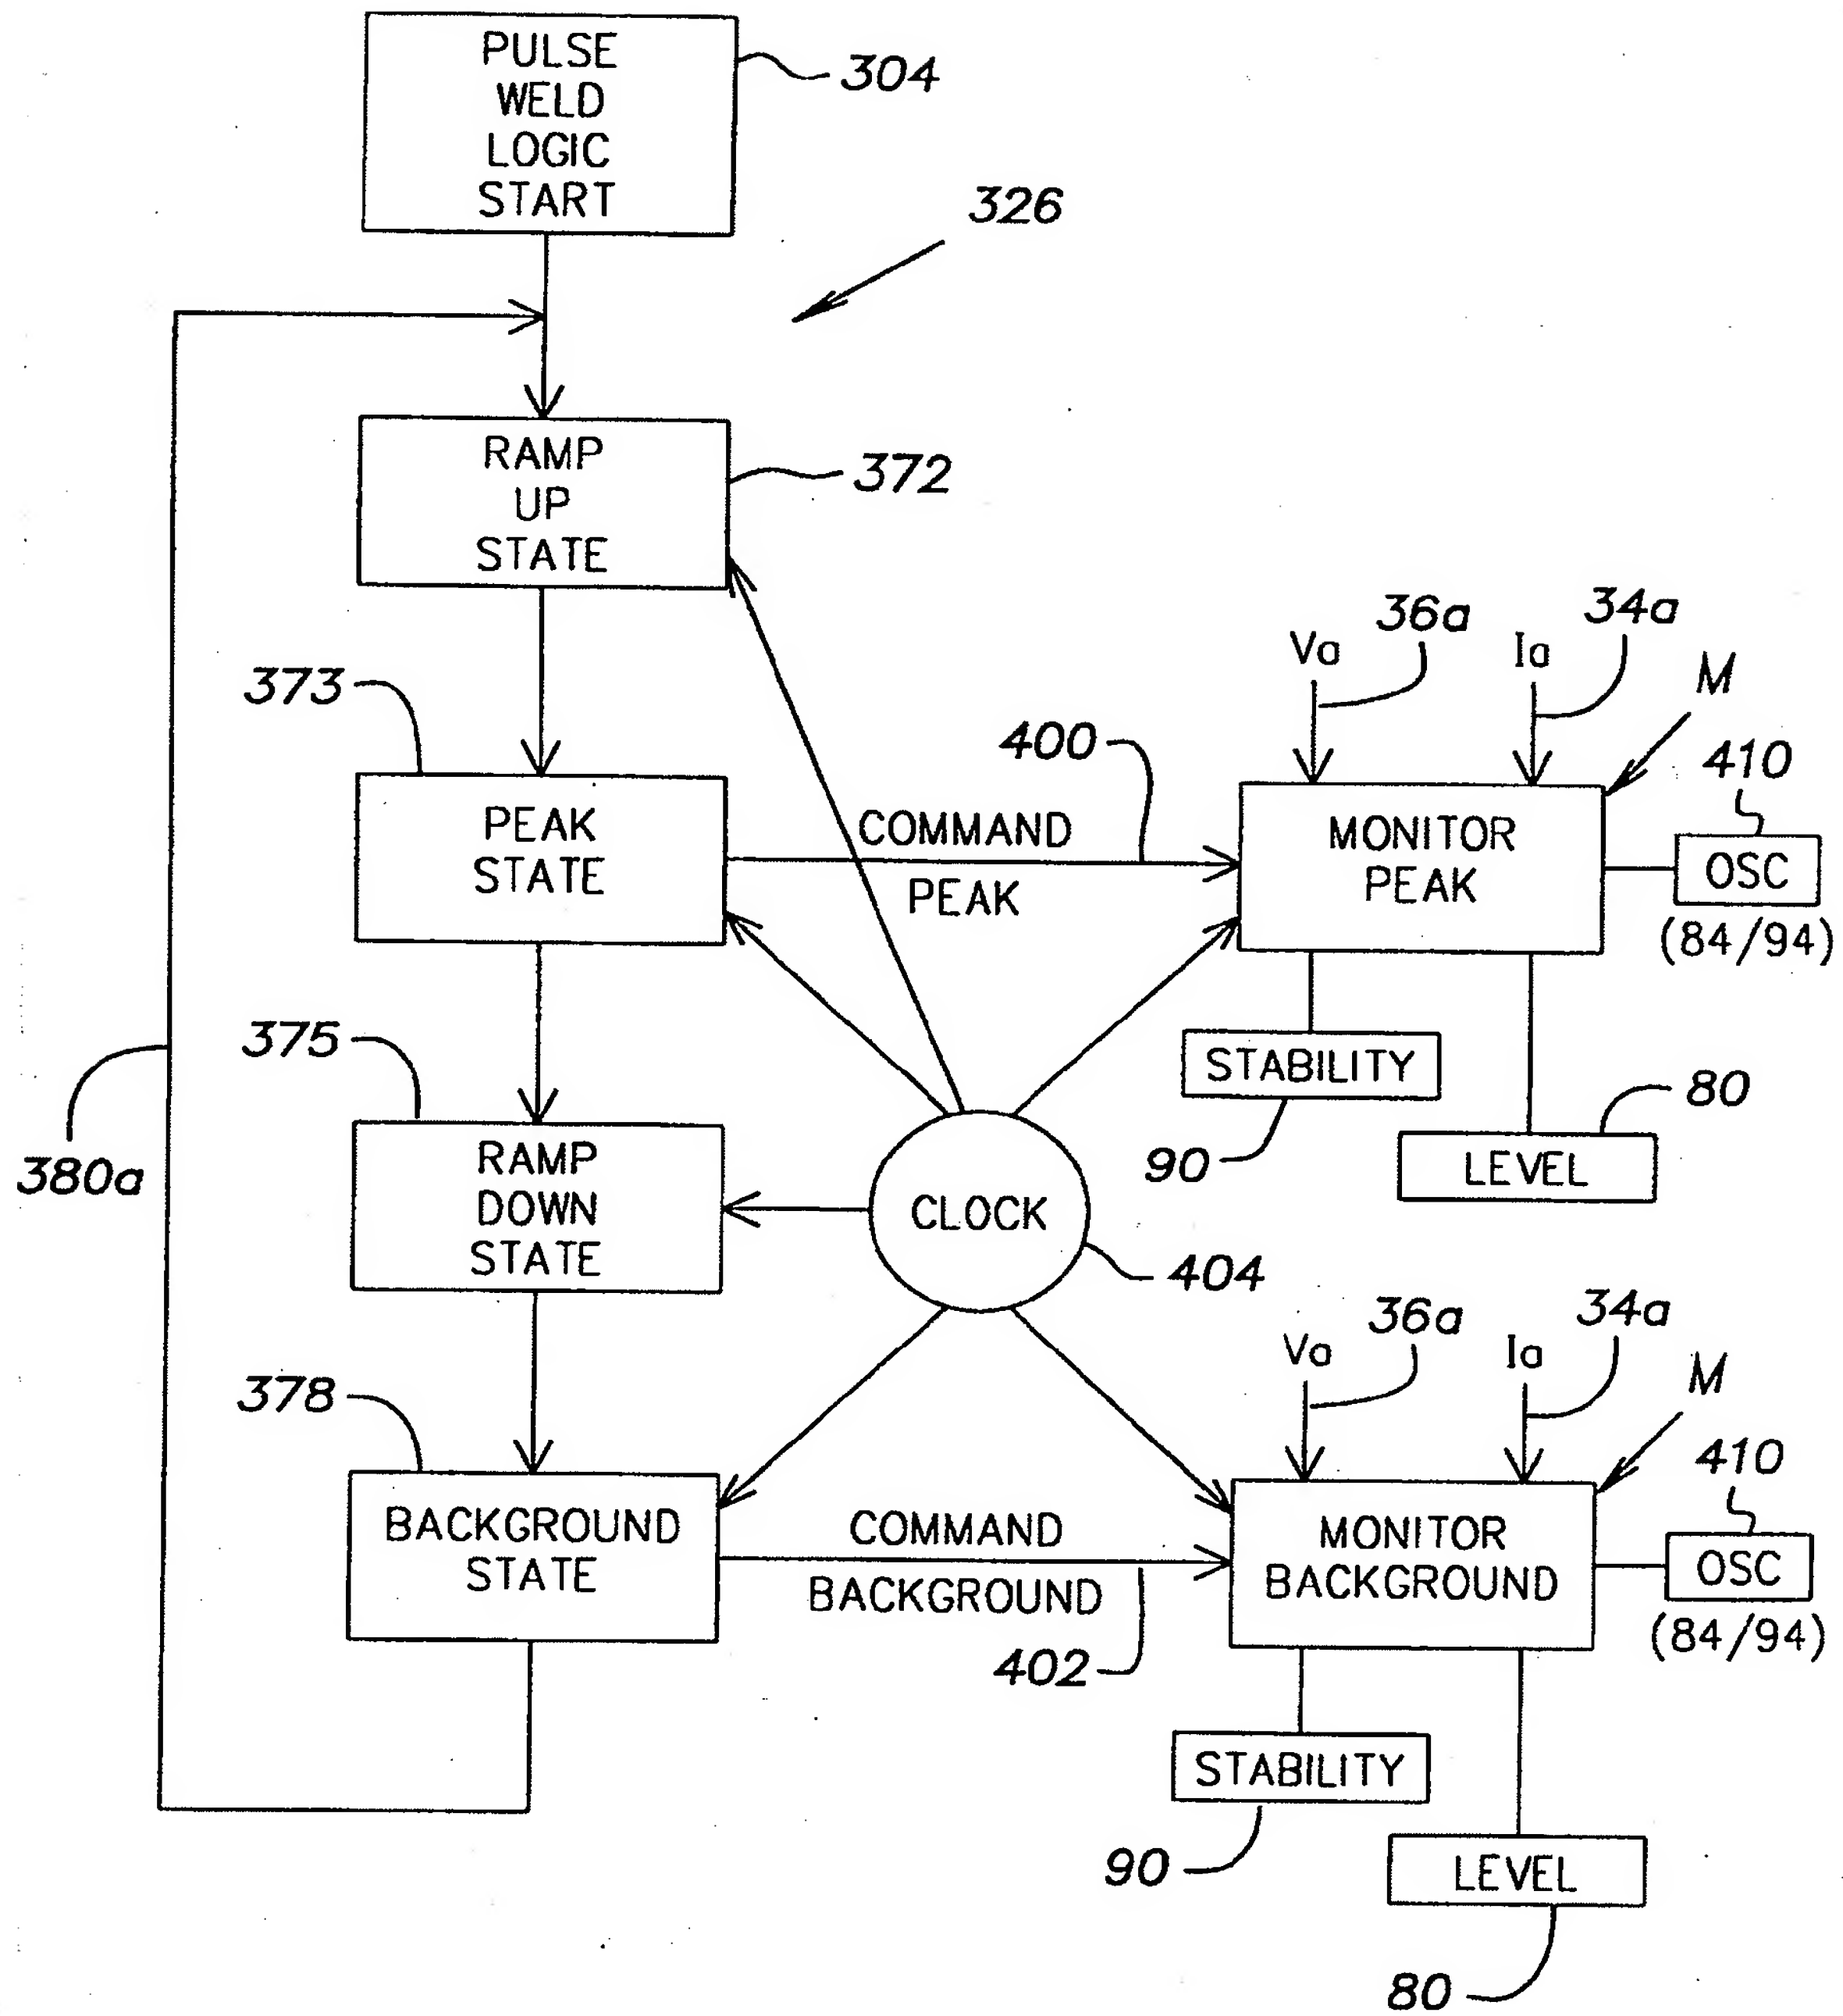 PULSE
WELD
LOGIC
START
304
326
RAMP
UP
STATE
372
373
PEAK
STATE
COMMAND
PEAK
400
Va
36a
Ia
34a
M
MONITOR
PEAK
410
OSC
(84/94)
STABILITY
90
80
LEVEL
375
RAMP
DOWN
STATE
380a
CLOCK
404
378
BACKGROUND
STATE
COMMAND
BACKGROUND
402
Va
36a
Ia
34a
M
MONITOR
BACKGROUND
410
OSC
(84/94)
STABILITY
90
LEVEL
80